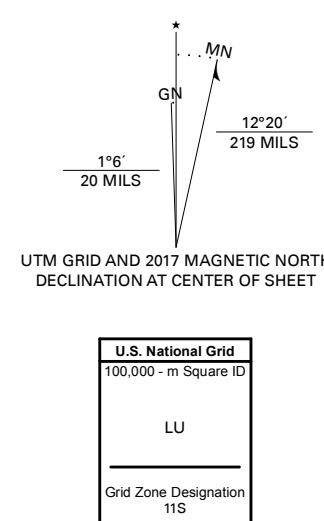 ★
MN
GN
12°20´
219 MILS
1°6´
20 MILS
UTM GRID AND 2017 MAGNETIC NORTH
DECLINATION AT CENTER OF SHEET
U.S. National Grid
100,000 - m Square ID
LU
Grid Zone Designation
11S